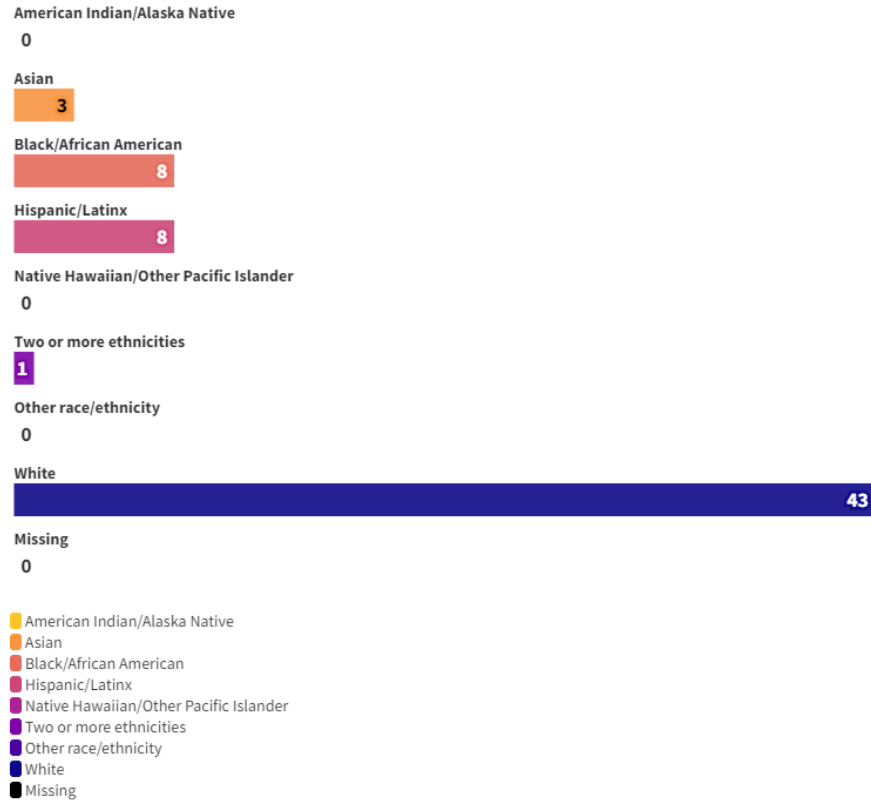 American Indian/Alaska Native
0
Asian
3
Black/African American
8
Hispanic/Latinx
8
Native Hawaiian/Other Pacific Islander
0
Two or more ethnicities
1
Other race/ethnicity
0
White
43
Missing
0
American Indian/Alaska Native
Asian
Black/African American
Hispanic/Latinx
Native Hawaiian/Other Pacific Islander
Two or more ethnicities
Other race/ethnicity
White
Missing